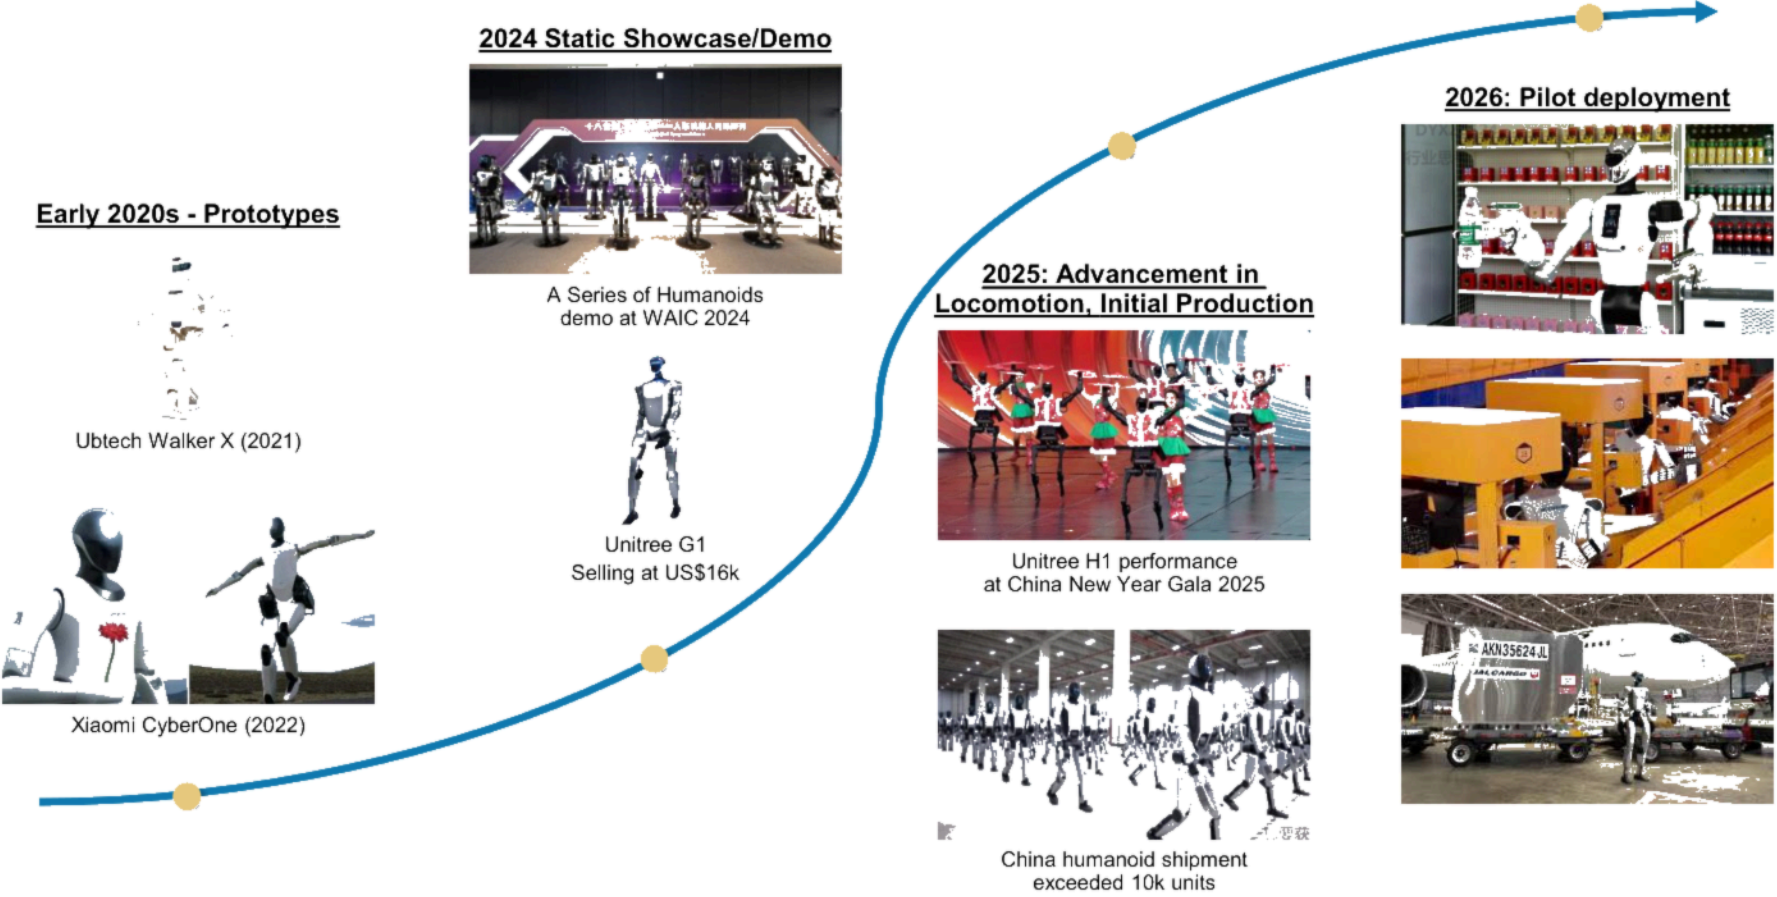 2024 Static Showcase/Demo
2026: Pilot deployment
Early 2020s - Prototypes
2025: Advancement in
Locomotion, Initial Production
A Series of Humanoids
demo at WAIC 2024
Ubtech Walker X (2021)
Unitree G1
Selling at US$16k
Unitree H1 performance
at China New Year Gala 2025
AKN35624JL
JALCARGO
Xiaomi CyberOne (2022)
China humanoid shipment
exceeded 10k units